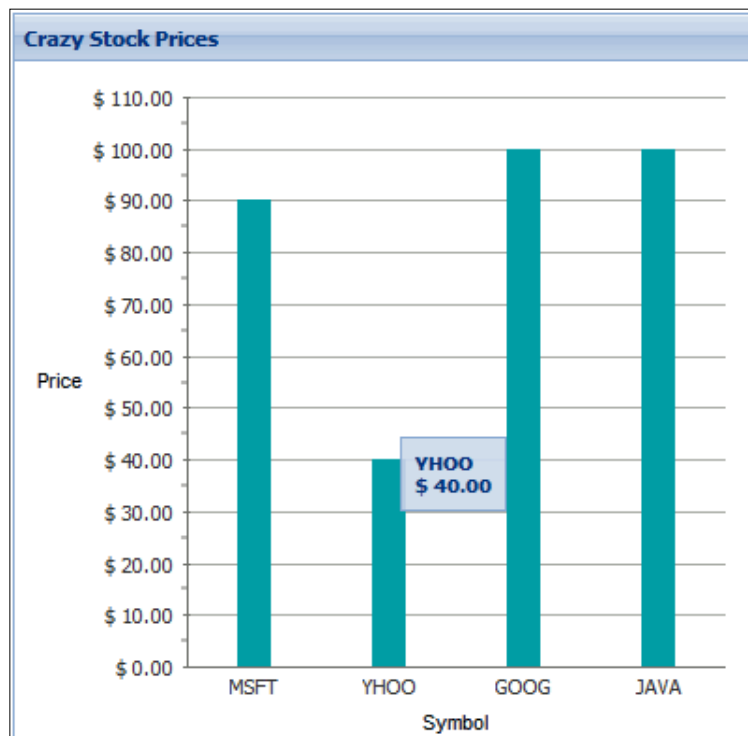 Crazy Stock Prices
$ 110.00
$ 100.00
$ 90.00
$ 80.00
$ 70.00
$ 60.00
Price
$ 50.00
$ 40.00
$ 30.00
$ 20.00
$ 10.00
$ 0.00
YHOO
$ 40.00
MSFT YHOO GOOG JAVA
Symbol